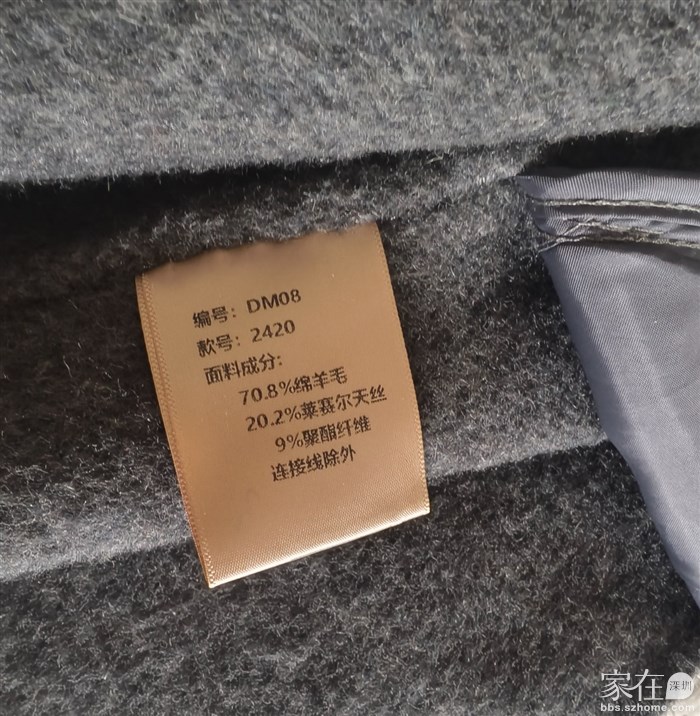 编号：DM08
款号：2420
面料成分：
70.8%绵羊毛
20.2%莱赛尔天丝
9%聚酯纤维
连接线除外
家在 深圳
bbs.szhome.com